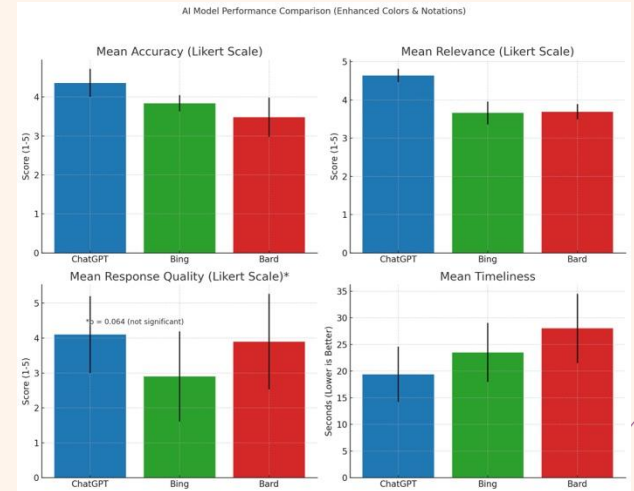 AI Model Performance Comparison (Enhanced Colors & Notations)
Mean Accuracy (Likert Scale)
Score (1-5)
4
3
2
1
0
ChatGPT Bing Bard
Mean Relevance (Likert Scale)
Score (1-5)
5
4
3
2
1
0
ChatGPT Bing Bard
Mean Response Quality (Likert Scale)*
Score (1-5)
5
4
3
2
1
0
*p = 0.064 (not significant)
ChatGPT Bing Bard
Mean Timeliness
Seconds (Lower is Better)
35
30
25
20
15
10
5
0
ChatGPT Bing Bard